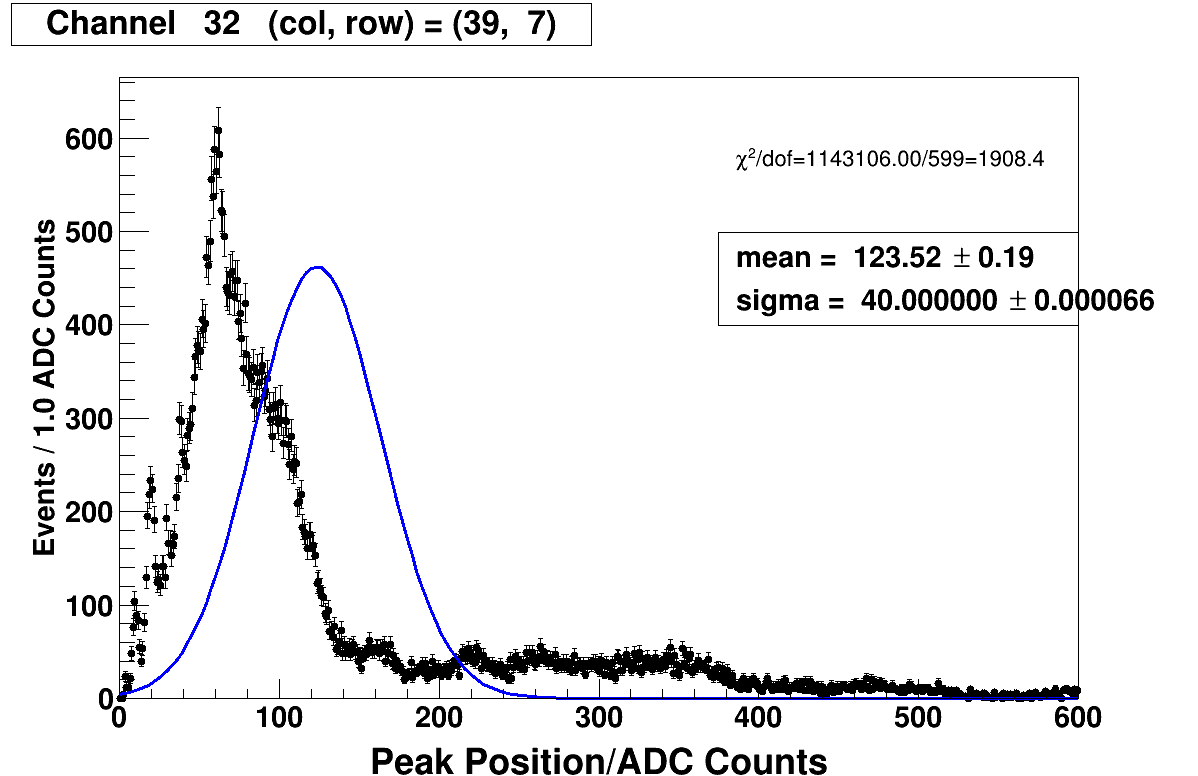 Channel 32 (col, row) = (39, 7)
χ²/dof=1143106.00/599=1908.4
mean = 123.52 ± 0.19
sigma = 40.000000 ± 0.000066
Events / 1.0 ADC Counts
600
500
400
300
200
100
0
0 100 200 300 400 500 600
Peak Position/ADC Counts